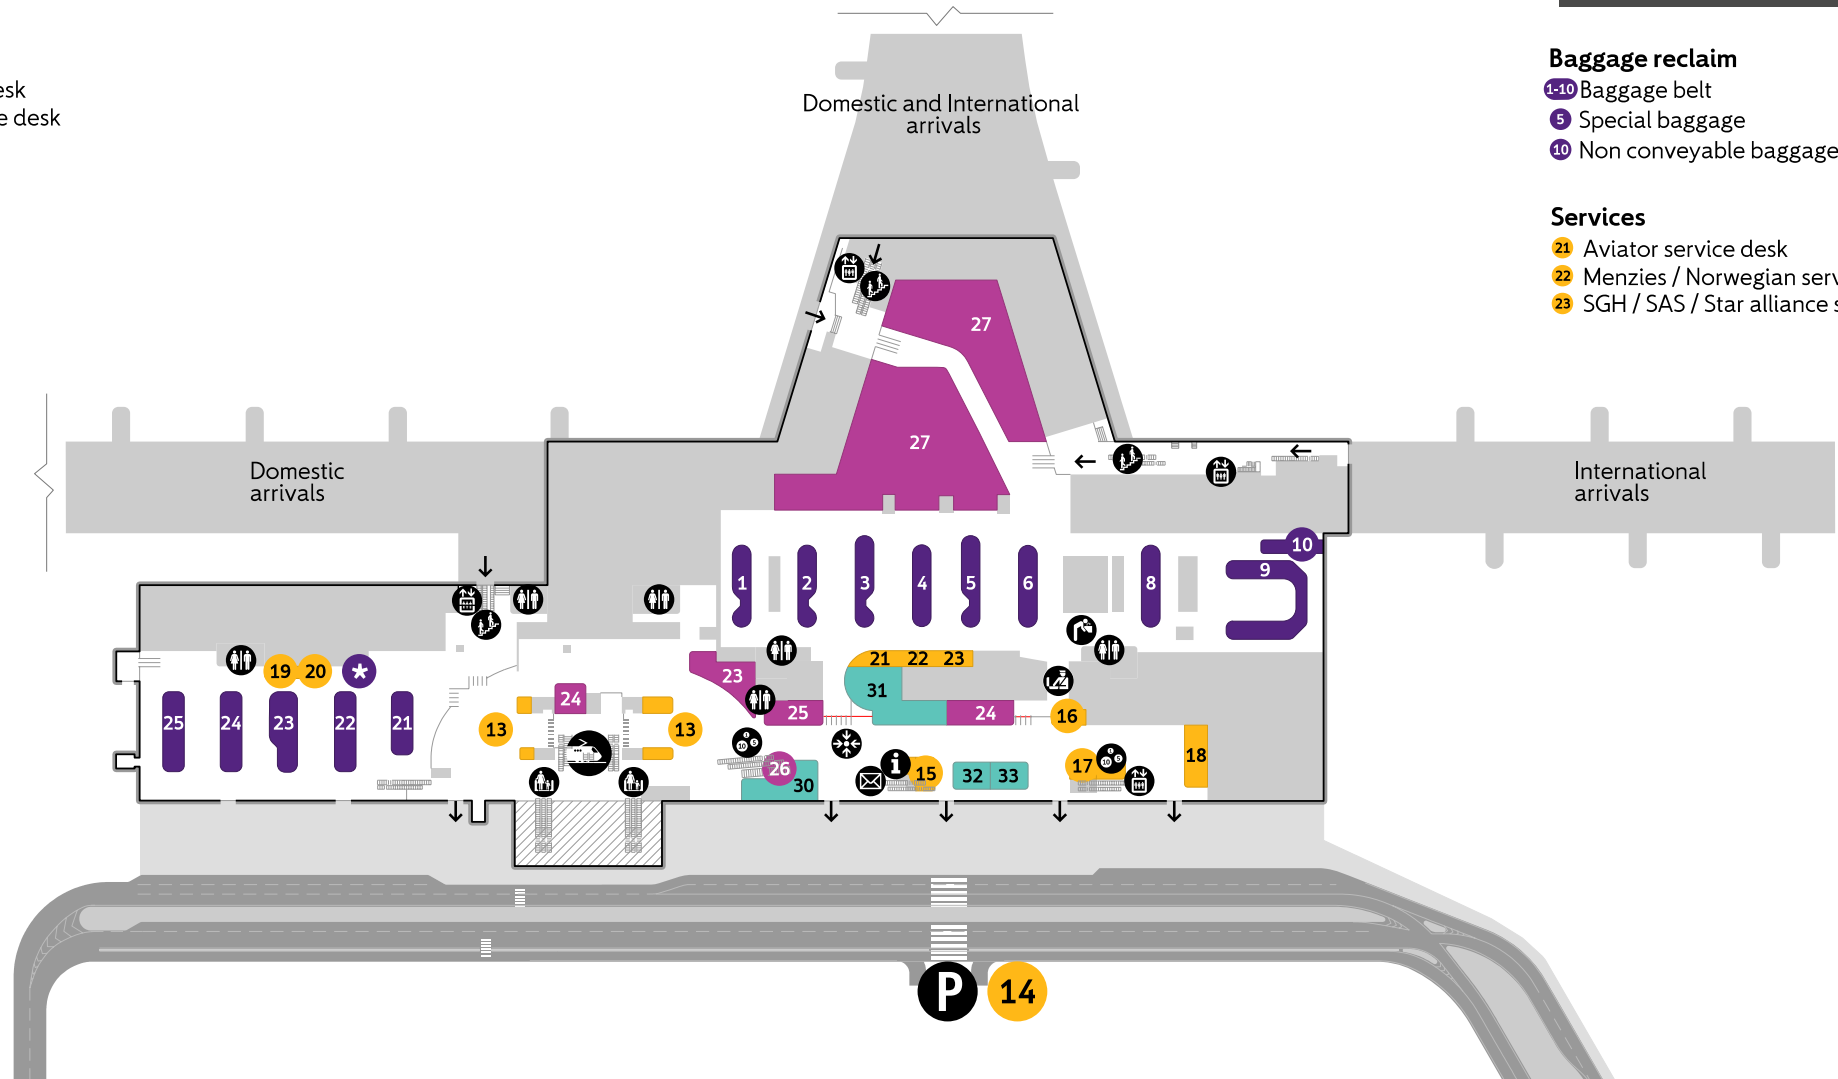 esk
e desk
Domestic and International
arrivals
Baggage reclaim
1-10 Baggage belt
5 Special baggage
10 Non conveyable baggage
Services
21 Aviator service desk
22 Menzies / Norwegian serv
23 SGH / SAS / Star alliance s
27
27
Domestic
arrivals
International
arrivals
10
1 2 3 4 5 6 8 9
19 20 *
21 22 23
23
31
25 24 23 22 21
24
25 24
13 13
16
26
i 15
17
18
30
32 33
P 14